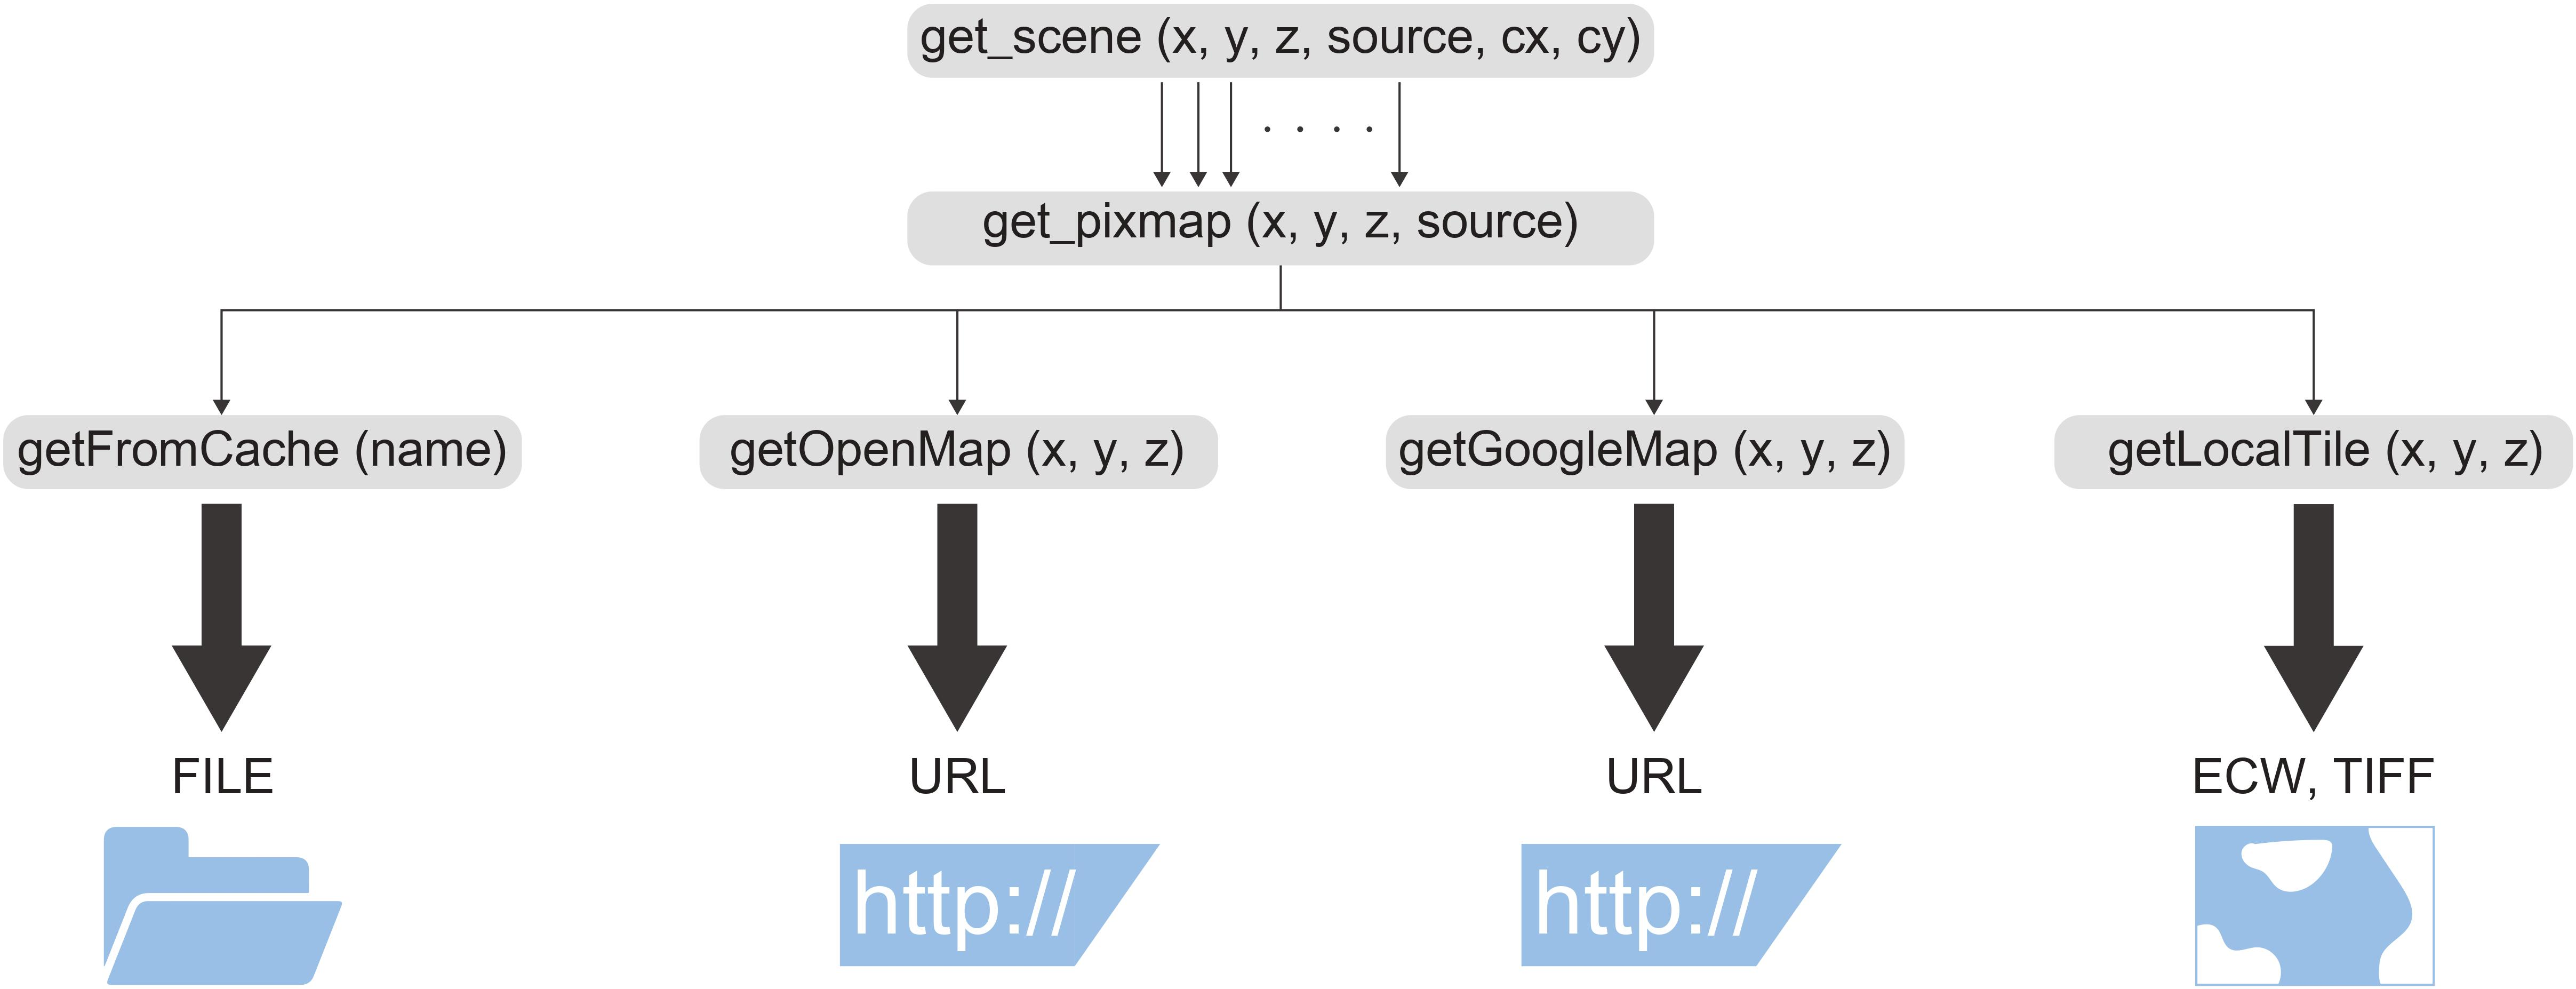 get_scene (x, y, z, source, cx, cy)
get_pixmap (x, y, z, source)
getFromCache (name)
getOpenMap (x, y, z)
getGoogleMap (x, y, z)
getLocalTile (x, y, z)
FILE
URL
URL
ECW, TIFF
http://
http://